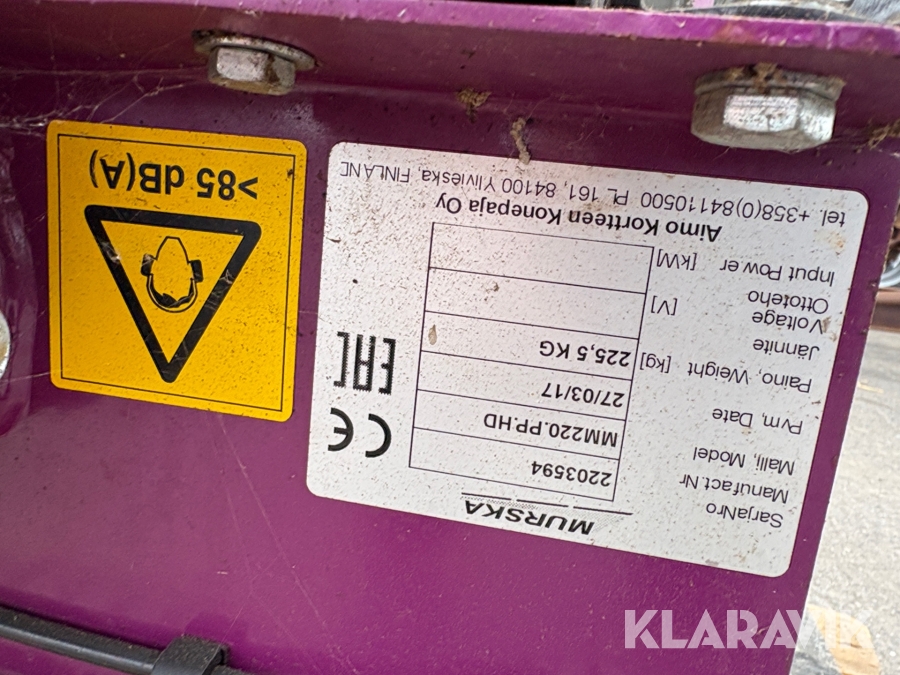 MURSKA
SarjaNro
Manufact.Nr 2203594
Malli, Model MM220.PP.HD
Pvm, Date 27/03/17
Paino, Weight [kg] 225,5 KG
Jännite
Voltage [V]
Ottoteho
Input Power [kW]
Aimo Kortteen Konepaja Oy
tel. +358(0)84110500 PL 161, 84100 Ylivieska, FINLAND
CE
EAC
>85 dB(A)
KLARAVIK